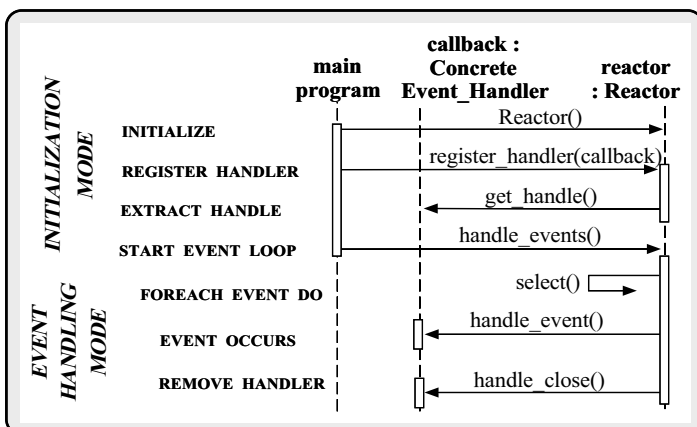 callback :
main Concrete reactor
program Event_Handler : Reactor
INITIALIZATION
MODE
INITIALIZE Reactor()
REGISTER HANDLER register_handler(callback)
EXTRACT HANDLE get_handle()
START EVENT LOOP handle_events()
EVENT
HANDLING
MODE
FOREACH EVENT DO select()
EVENT OCCURS handle_event()
REMOVE HANDLER handle_close()